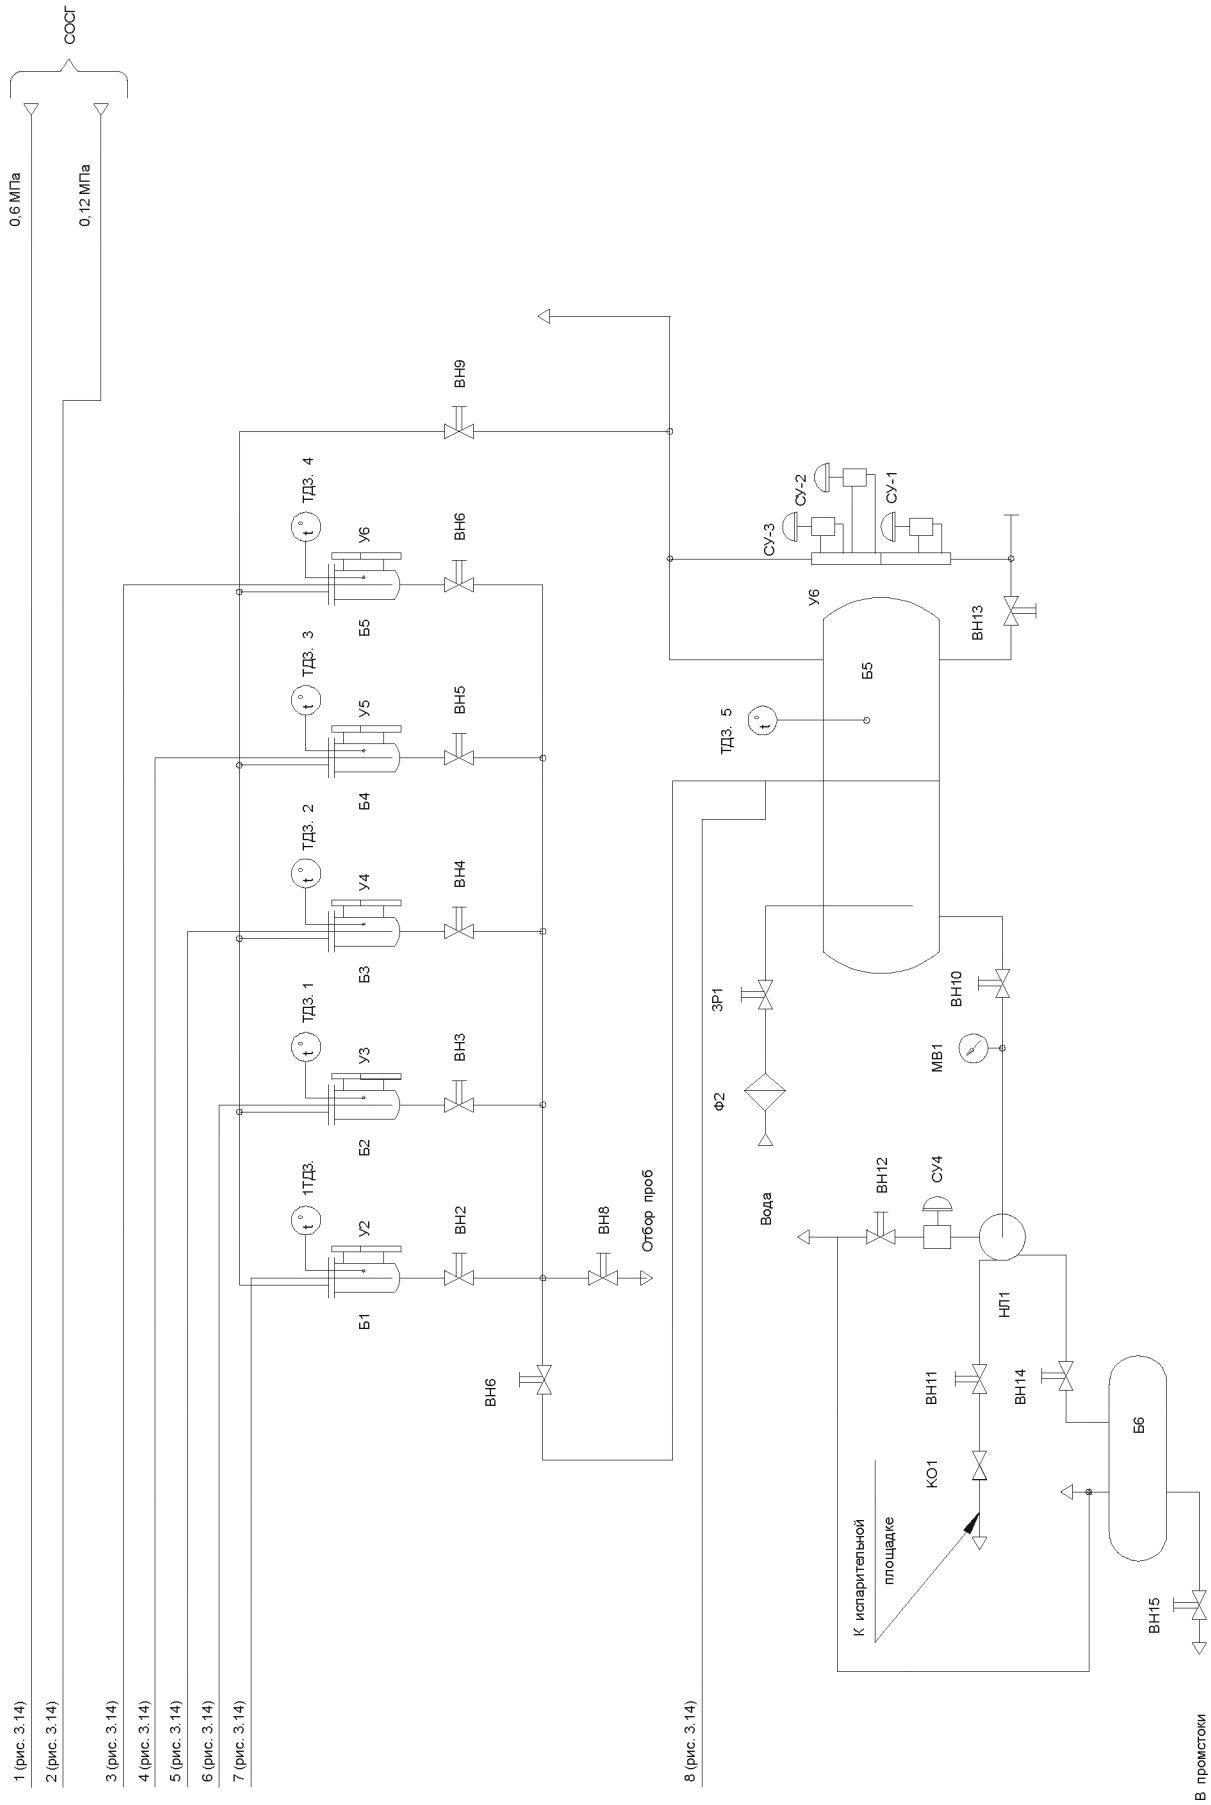 СОСГ
0,6 МПа
0,12 МПа
1 (рис. 3.14)
2 (рис. 3.14)
3 (рис. 3.14)
4 (рис. 3.14)
5 (рис. 3.14)
6 (рис. 3.14)
7 (рис. 3.14)
1ТДЗ.
t°
ТДЗ. 1
t°
ТДЗ. 2
t°
ТДЗ. 3
t°
ТДЗ. 4
t°
У2
У3
У4
У5
У6
Б1
Б2
Б3
Б4
Б5
ВН2
ВН3
ВН4
ВН5
ВН6
ВН9
ВН6
ВН8
Отбор проб
8 (рис. 3.14)
ЗР1
Ф2
Вода
ТДЗ. 5
t°
СУ-3
СУ-2
СУ-1
У6
Б5
ВН13
ВН12
СУ4
МВ1
ВН10
НЛ1
ВН11
КО1
ВН14
К испарительной
площадке
Б6
ВН15
В промстоки